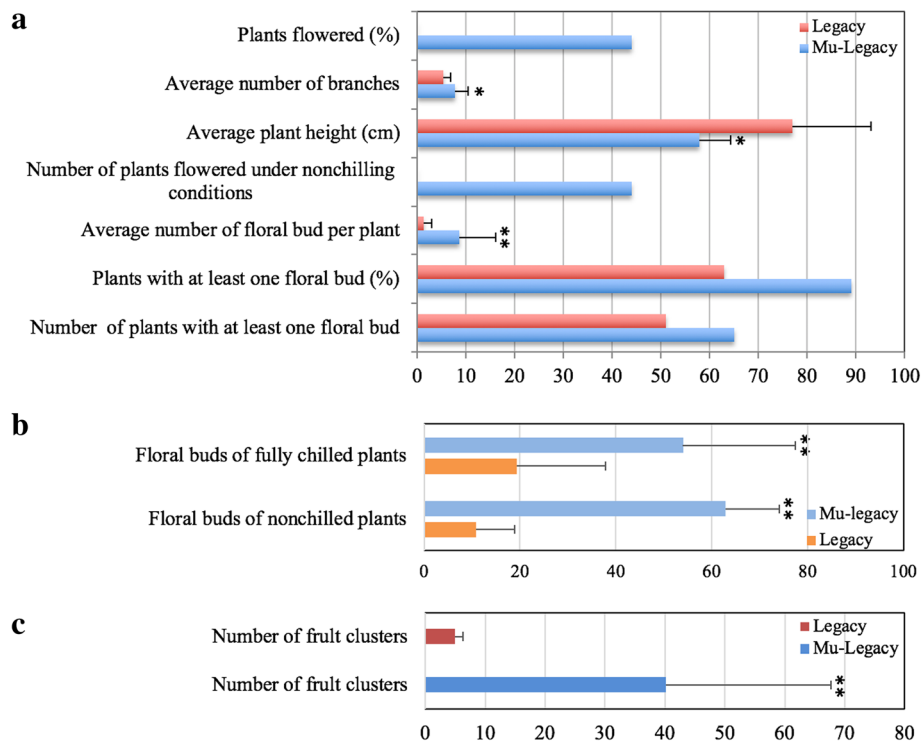 a
Legacy
Mu-Legacy
Plants flowered (%)
Average number of branches
*
Average plant height (cm)
*
Number of plants flowered under nonchilling
conditions
Average number of floral bud per plant
**
Plants with at least one floral bud (%)
Number of plants with at least one floral bud
0 10 20 30 40 50 60 70 80 90 100
b
Floral buds of fully chilled plants
**
Floral buds of nonchilled plants
**
Mu-legacy
Legacy
0 20 40 60 80 100
c
Legacy
Mu-Legacy
Number of fruit clusters
Number of fruit clusters
**
0 10 20 30 40 50 60 70 80